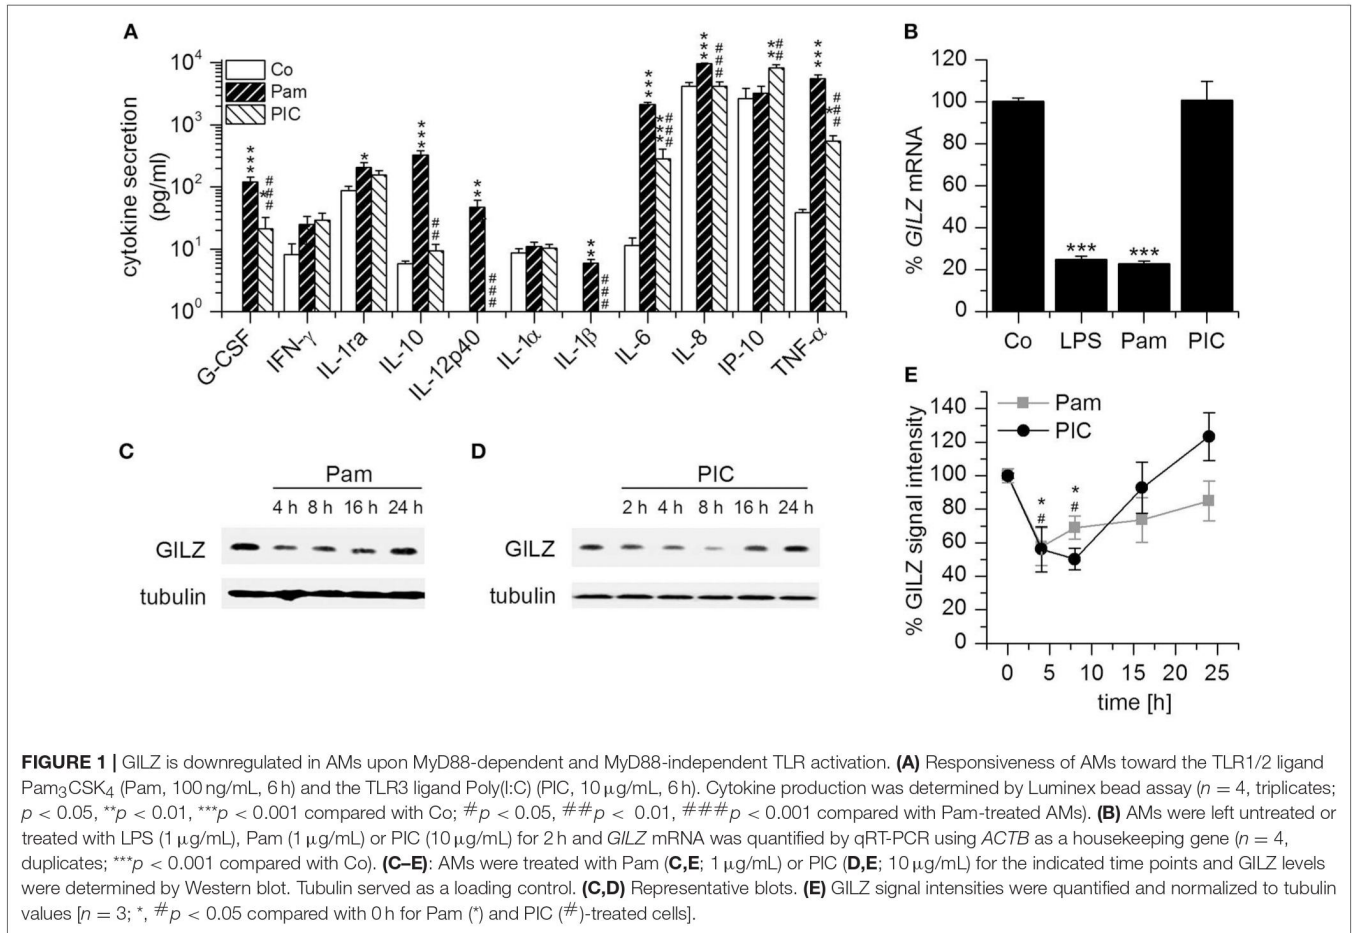 A
10⁴
10³
10²
10¹
10⁰
cytokine secretion
(pg/ml)
Co
Pam
PIC
***
*
###
*
***
##
**
###
**
###
***
***
###
***
###
**
##
***
*
###
G-CSF
IFN-γ
IL-1ra
IL-10
IL-12p40
IL-1α
IL-1β
IL-6
IL-8
IP-10
TNF-α
B
% GILZ mRNA
120
100
80
60
40
20
0
***
***
Co LPS Pam PIC
C
Pam
4 h 8 h 16 h 24 h
GILZ
tubulin
D
PIC
2 h 4 h 8 h 16 h 24 h
GILZ
tubulin
E
% GILZ signal intensity
140
120
100
80
60
40
20
0
Pam
PIC
* *
# #
0 5 10 15 20 25
time [h]
FIGURE 1 | GILZ is downregulated in AMs upon MyD88-dependent and MyD88-independent TLR activation. (A) Responsiveness of AMs toward the TLR1/2 ligand
Pam₃CSK₄ (Pam, 100 ng/mL, 6 h) and the TLR3 ligand Poly(I:C) (PIC, 10 μg/mL, 6 h). Cytokine production was determined by Luminex bead assay (n = 4, triplicates;
p < 0.05, **p < 0.01, ***p < 0.001 compared with Co; #p < 0.05, ##p < 0.01, ###p < 0.001 compared with Pam-treated AMs). (B) AMs were left untreated or
treated with LPS (1 μg/mL), Pam (1 μg/mL) or PIC (10 μg/mL) for 2 h and GILZ mRNA was quantified by qRT-PCR using ACTB as a housekeeping gene (n = 4,
duplicates; ***p < 0.001 compared with Co). (C–E): AMs were treated with Pam (C,E; 1 μg/mL) or PIC (D,E; 10 μg/mL) for the indicated time points and GILZ levels
were determined by Western blot. Tubulin served as a loading control. (C,D) Representative blots. (E) GILZ signal intensities were quantified and normalized to tubulin
values [n = 3; *, #p < 0.05 compared with 0 h for Pam (*) and PIC (#)-treated cells].